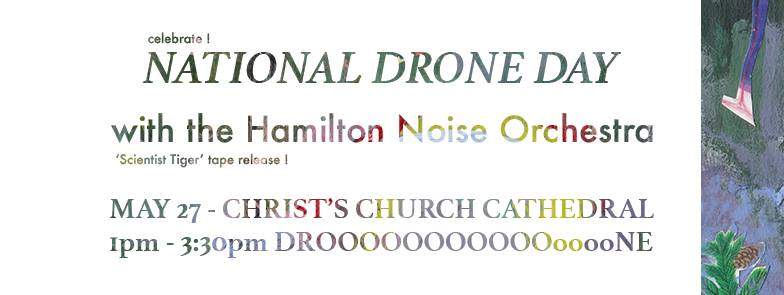 celebrate !
NATIONAL DRONE DAY
with the Hamilton Noise Orchestra
'Scientist Tiger' tape release !
MAY 27 - CHRIST'S CHURCH CATHEDRAL
1pm - 3:30pm DROOOOOOOOOOOooooNE